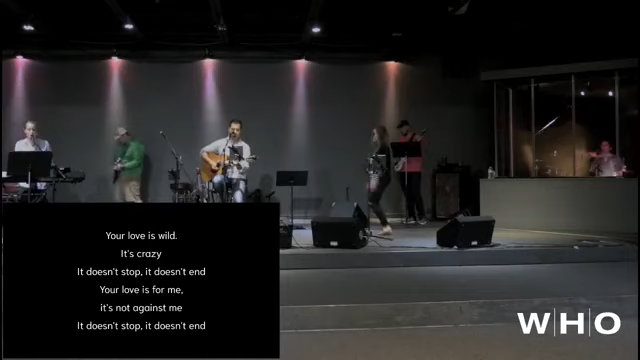 Your love is wild.
It's crazy
It doesn't stop, it doesn't end
Your love is for me,
it's not against me
It doesn't stop, it doesn't end
W|H|O